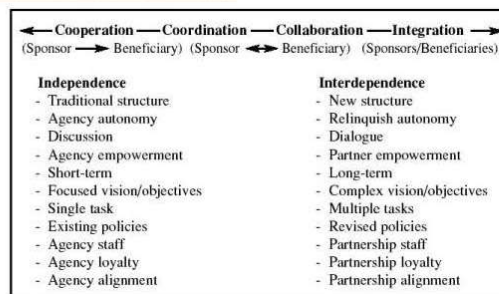 ← Cooperation — Coordination — Collaboration — Integration →
(Sponsor → Beneficiary) (Sponsor ↔ Beneficiary) (Sponsors/Beneficiaries)
Independence
- Traditional structure
- Agency autonomy
- Discussion
- Agency empowerment
- Short-term
- Focused vision/objectives
- Single task
- Existing policies
- Agency staff
- Agency loyalty
- Agency alignment
Interdependence
- New structure
- Relinquish autonomy
- Dialogue
- Partner empowerment
- Long-term
- Complex vision/objectives
- Multiple tasks
- Revised policies
- Partnership staff
- Partnership loyalty
- Partnership alignment